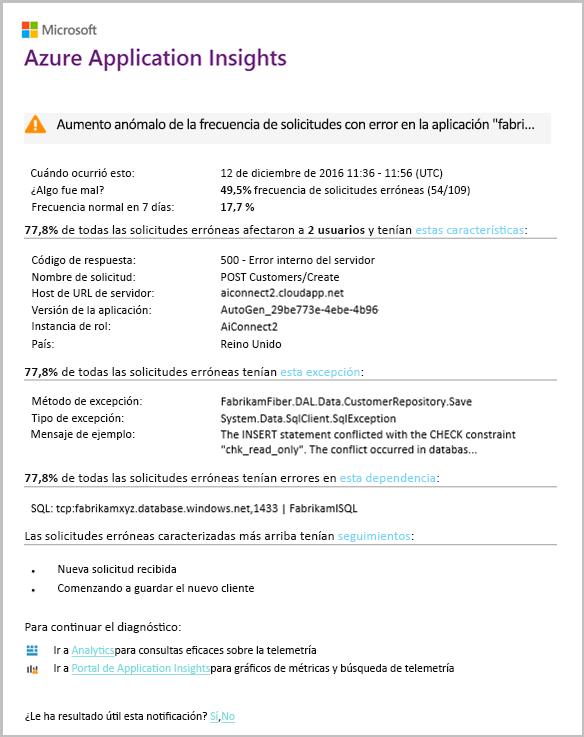 Microsoft
Azure Application Insights
Aumento anómalo de la frecuencia de solicitudes con error en la aplicación "fabri...
Cuándo ocurrió esto: 12 de diciembre de 2016 11:36 - 11:56 (UTC)
¿Algo fue mal? 49,5% frecuencia de solicitudes erróneas (54/109)
Frecuencia normal en 7 días: 17,7 %
77,8% de todas las solicitudes erróneas afectaron a 2 usuarios y tenían estas características:
Código de respuesta: 500 - Error interno del servidor
Nombre de solicitud: POST Customers/Create
Host de URL de servidor: aiconnect2.cloudapp.net
Versión de la aplicación: AutoGen_29be773e-4ebe-4b96
Instancia de rol: AiConnect2
País: Reino Unido
77,8% de todas las solicitudes erróneas tenían esta excepción:
Método de excepción: FabrikamFiber.DAL.Data.CustomerRepository.Save
Tipo de excepción: System.Data.SqlClient.SqlException
Mensaje de ejemplo: The INSERT statement conflicted with the CHECK constraint
"chk_read_only". The conflict occurred in databas...
77,8% de todas las solicitudes erróneas tenían errores en esta dependencia:
SQL: tcp:fabrikamxyz.database.windows.net,1433 | FabrikamISQL
Las solicitudes erróneas caracterizadas más arriba tenían seguimientos:
• Nueva solicitud recibida
• Comenzando a guardar el nuevo cliente
Para continuar el diagnóstico:
Ir a Analyticspara consultas eficaces sobre la telemetría
Ir a Portal de Application Insightspara gráficos de métricas y búsqueda de telemetría
¿Le ha resultado útil esta notificación? Sí,No